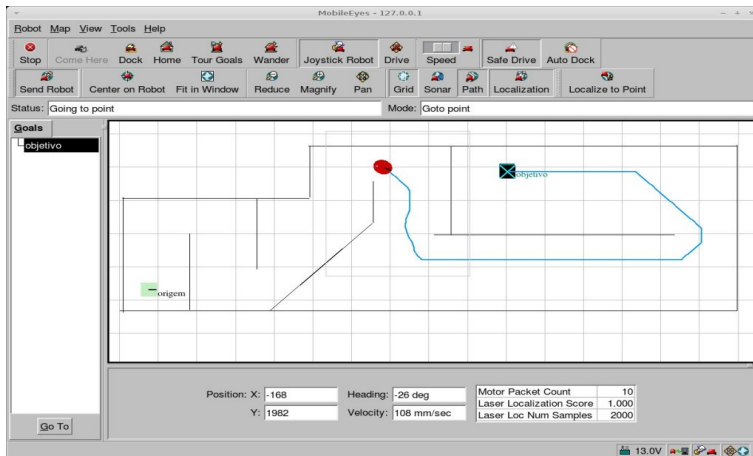 MobileEyes - 127.0.0.1
Robot Map View Tools Help
Stop Come Here Dock Home Tour Goals Wander Joystick Robot Drive Speed Safe Drive Auto Dock
Send Robot Center on Robot Fit in Window Reduce Magnify Pan Grid Sonar Path Localization Localize to Point
Status: Going to point Mode: Goto point
Goals
objetivo
objetivo
origem
Position: X: -168 Heading: -26 deg Motor Packet Count 10
Laser Localization Score 1.000
Y: 1982 Velocity: 108 mm/sec Laser Loc Num Samples 2000
Go To
13.0V